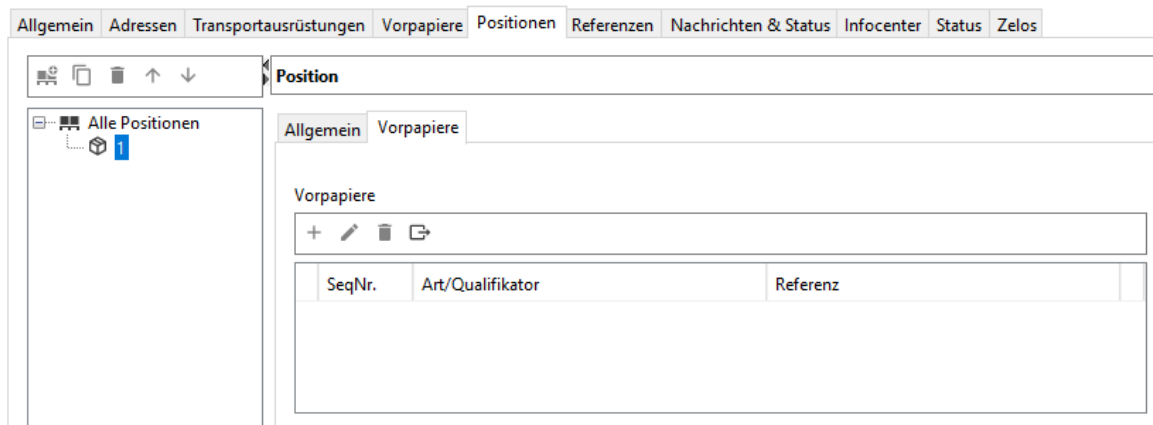 Allgemein Adressen Transportausrüstungen Vorpapiere Positionen Referenzen Nachrichten & Status Infocenter Status Zelos
Position
Alle Positionen
1
Allgemein Vorpapiere
Vorpapiere
SeqNr. Art/Qualifikator Referenz